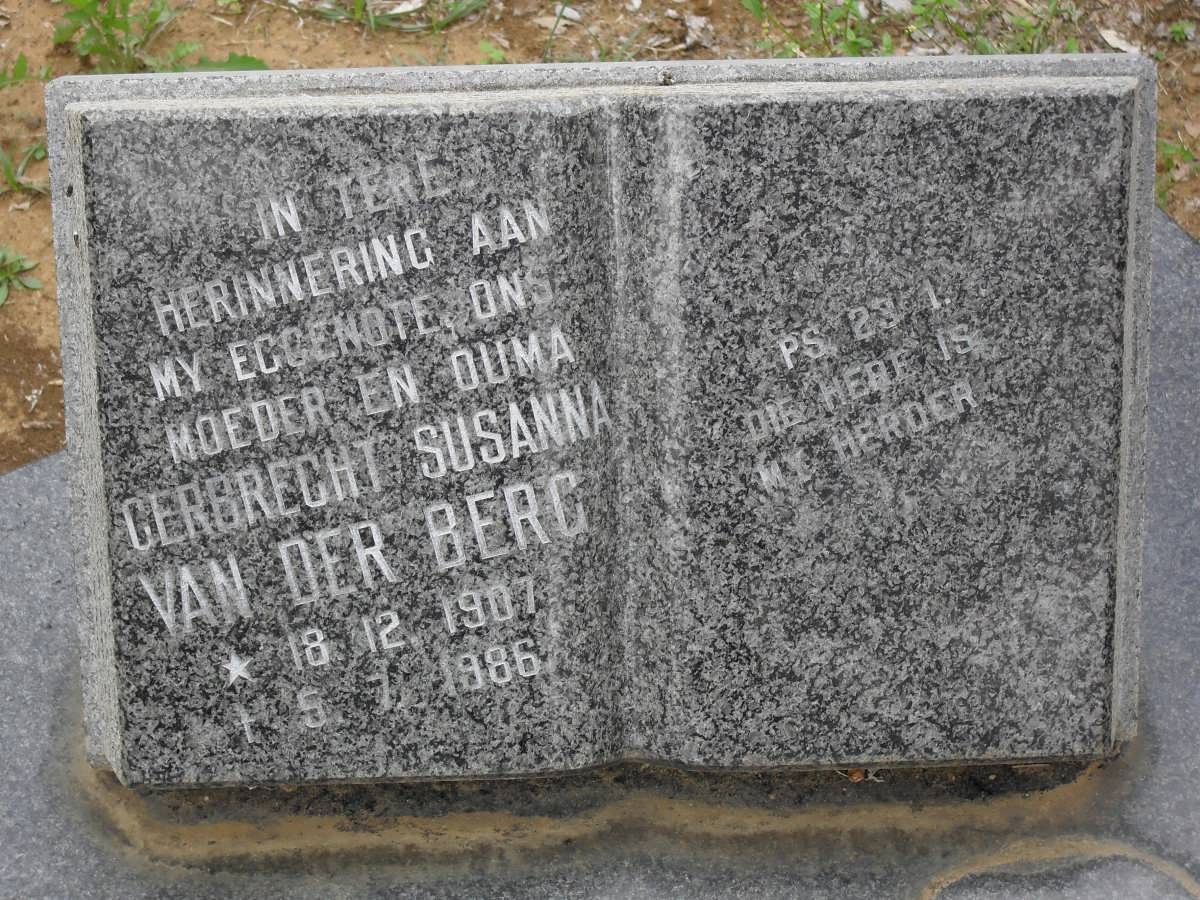 IN TERE
HERINNERING AAN
MY EGGENOTE, ONS
MOEDER EN OUMA
GERBRECHT SUSANNA
VAN DER BERG
★ 18 12 1907
† 5 7 1986
PS. 23:1.
DIE HERE IS
MY HERDER